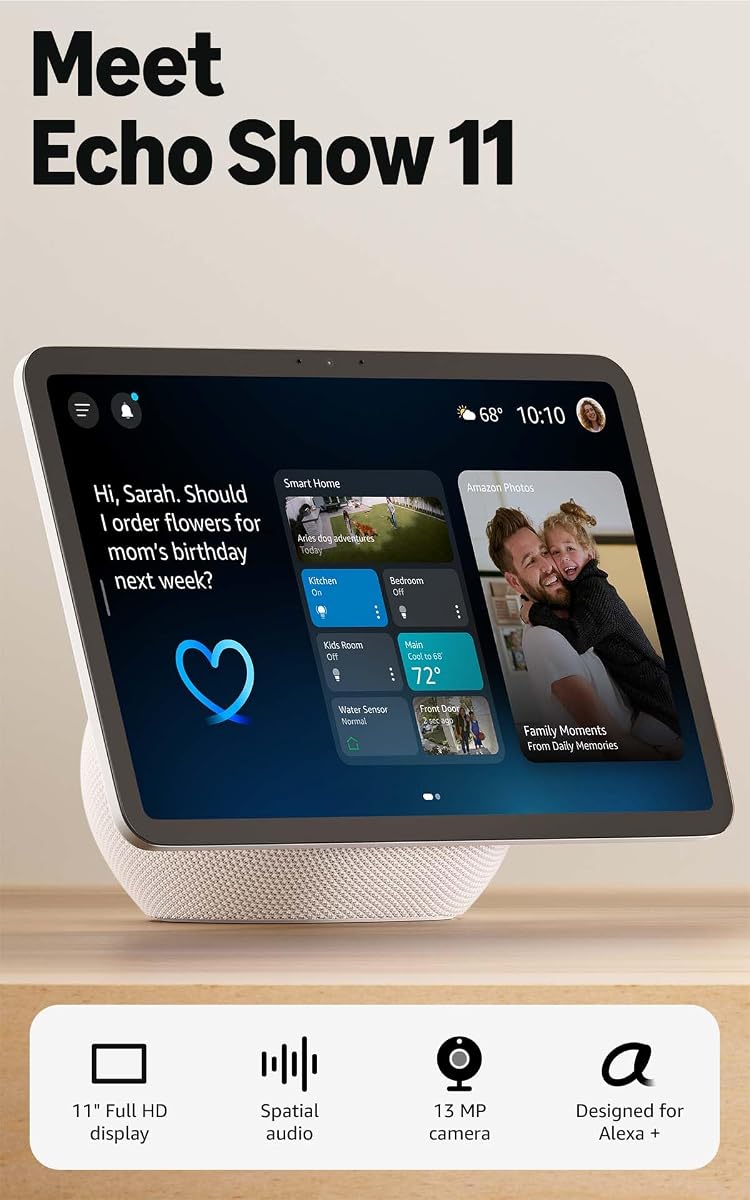 Meet
Echo Show 11
68°
10:10
Hi, Sarah. Should
I order flowers for
mom's birthday
next week?
Smart Home
Aries dog adventures
Today
Kitchen
On
Bedroom
Off
Kids Room
Off
Main
Cool to 68°
72°
Water Sensor
Normal
Front Door
2 sec ago
Amazon Photos
Family Moments
From Daily Memories
11" Full HD
display
Spatial
audio
13 MP
camera
Designed for
Alexa +